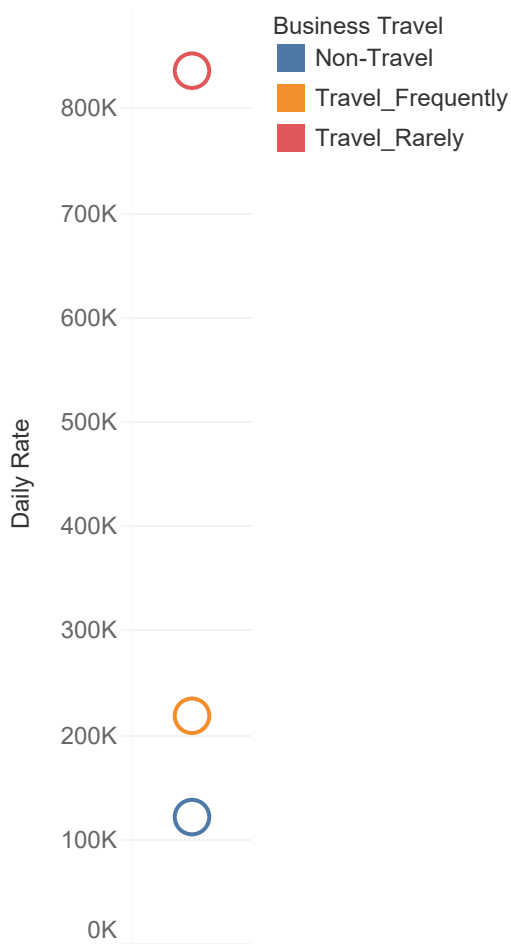 Business Travel
Non-Travel
Travel_Frequently
Travel_Rarely
800K
700K
600K
500K
400K
300K
200K
100K
0K
Daily Rate